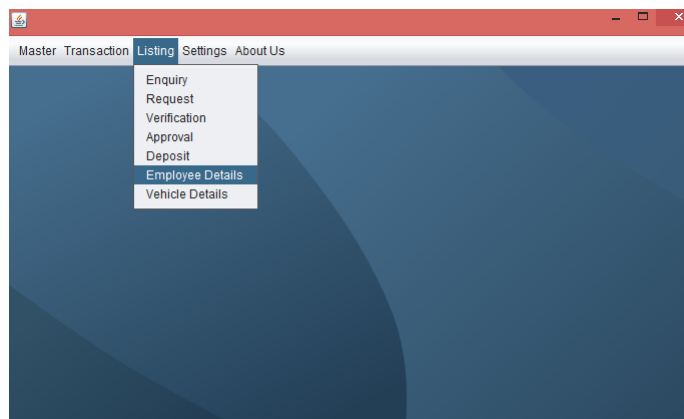 Master Transaction Listing Settings About Us
Enquiry
Request
Verification
Approval
Deposit
Employee Details
Vehicle Details